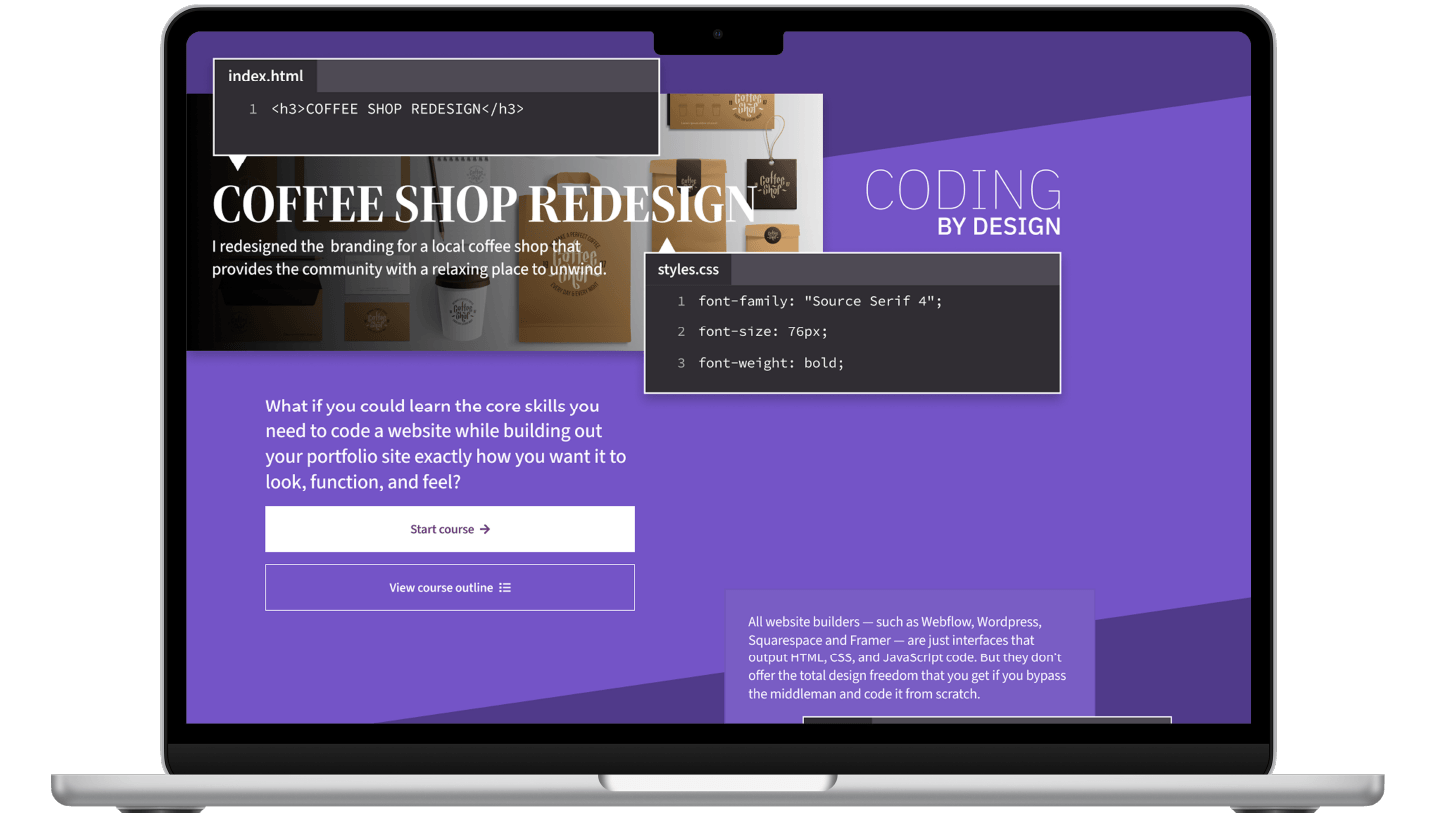 index.html
1 <h3>COFFEE SHOP REDESIGN</h3>
Coffee
Shop
Coffee
Shop
COFFEE SHOP REDESIGN
I redesigned the branding for a local coffee shop that
provides the community with a relaxing place to unwind.
CODING
BY DESIGN
styles.css
1 font-family: "Source Serif 4";
2 font-size: 76px;
3 font-weight: bold;
What if you could learn the core skills you
need to code a website while building out
your portfolio site exactly how you want it to
look, function, and feel?
Start course →
View course outline
All website builders — such as Webflow, Wordpress,
Squarespace and Framer — are just interfaces that
output HTML, CSS, and JavaScript code. But they don't
offer the total design freedom that you get if you bypass
the middleman and code it from scratch.